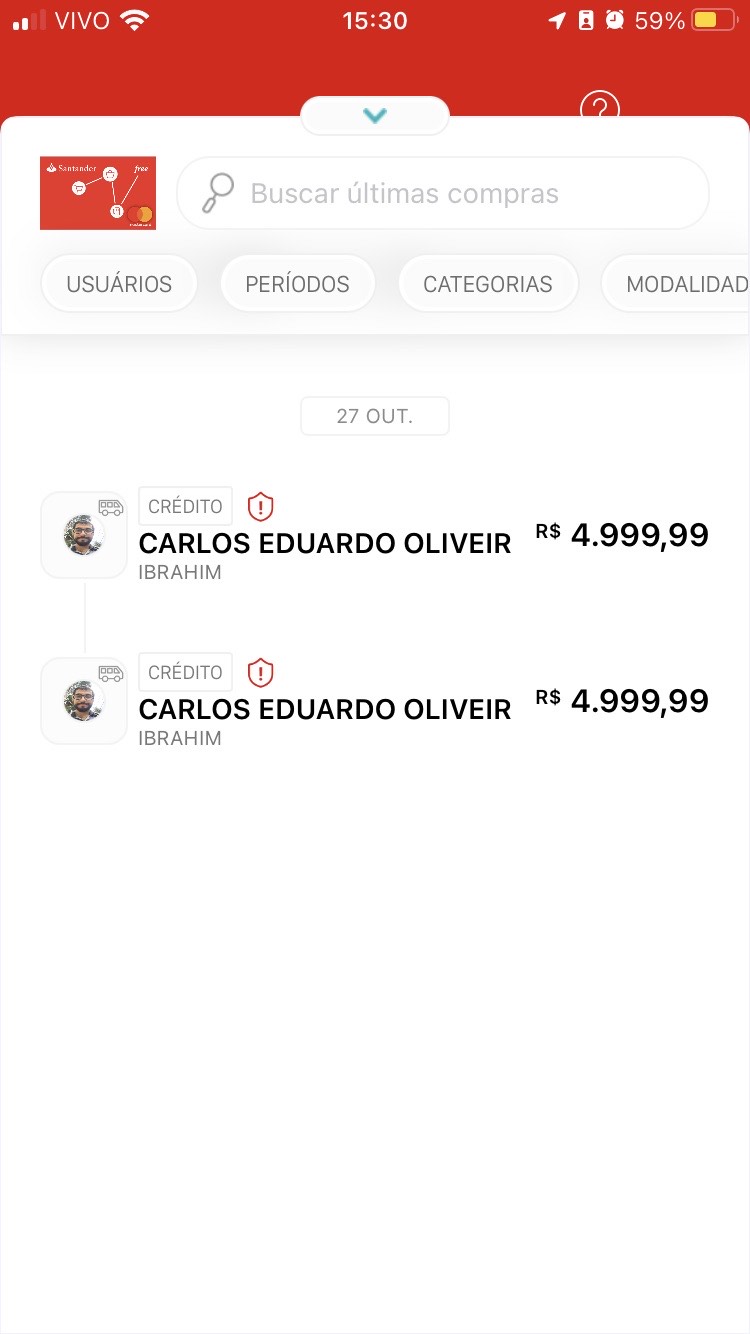 VIVO 15:30 59%
Santander free
Buscar últimas compras
USUÁRIOS PERÍODOS CATEGORIAS MODALIDAD
27 OUT.
CRÉDITO
CARLOS EDUARDO OLIVEIR R$ 4.999,99
IBRAHIM
CRÉDITO
CARLOS EDUARDO OLIVEIR R$ 4.999,99
IBRAHIM